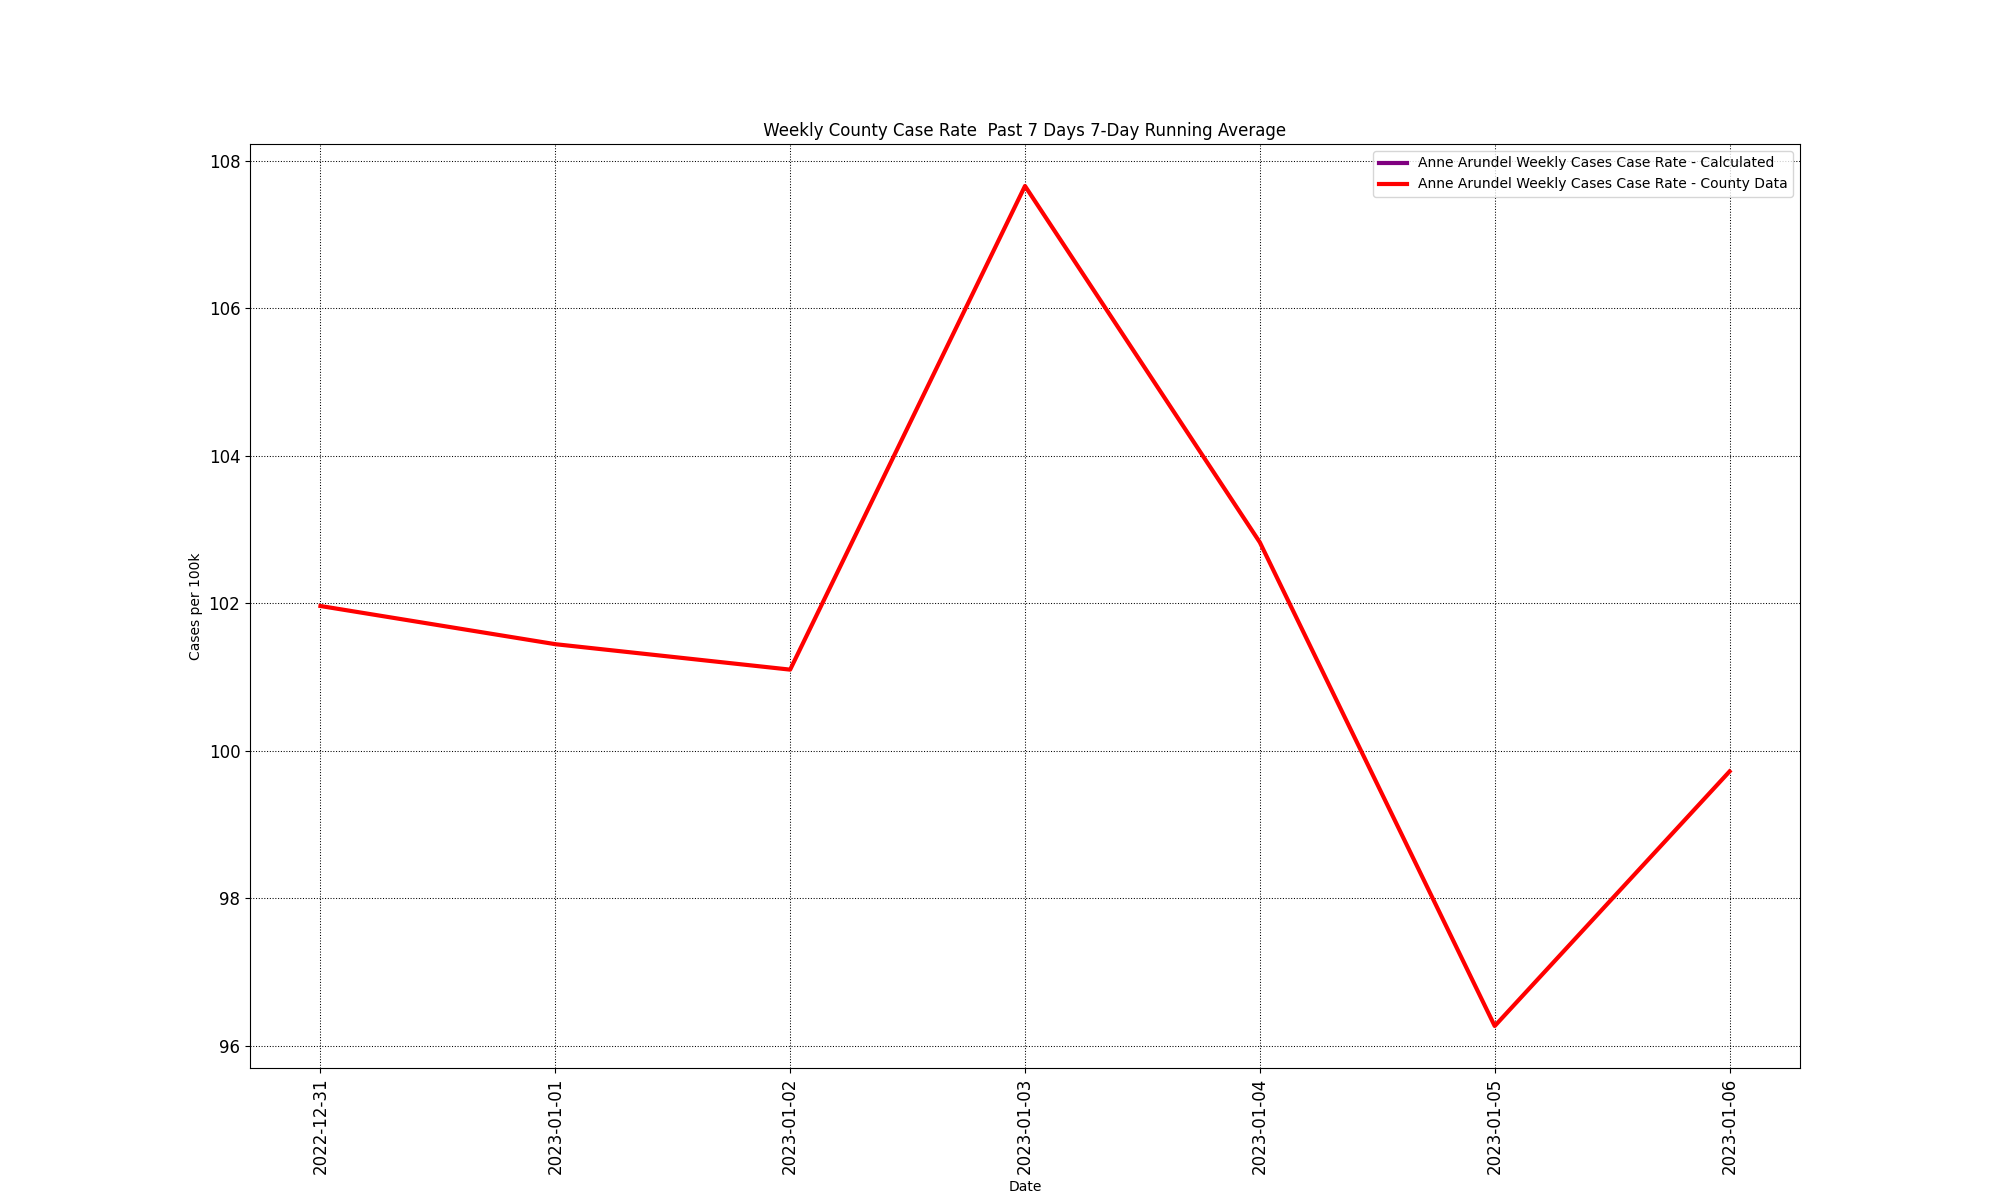 Weekly County Case Rate  Past 7 Days 7-Day Running Average
Anne Arundel Weekly Cases Case Rate - Calculated
Anne Arundel Weekly Cases Case Rate - County Data
108
106
104
102
100
98
96
Cases per 100k
2022-12-31
2023-01-01
2023-01-02
2023-01-03
2023-01-04
2023-01-05
2023-01-06
Date